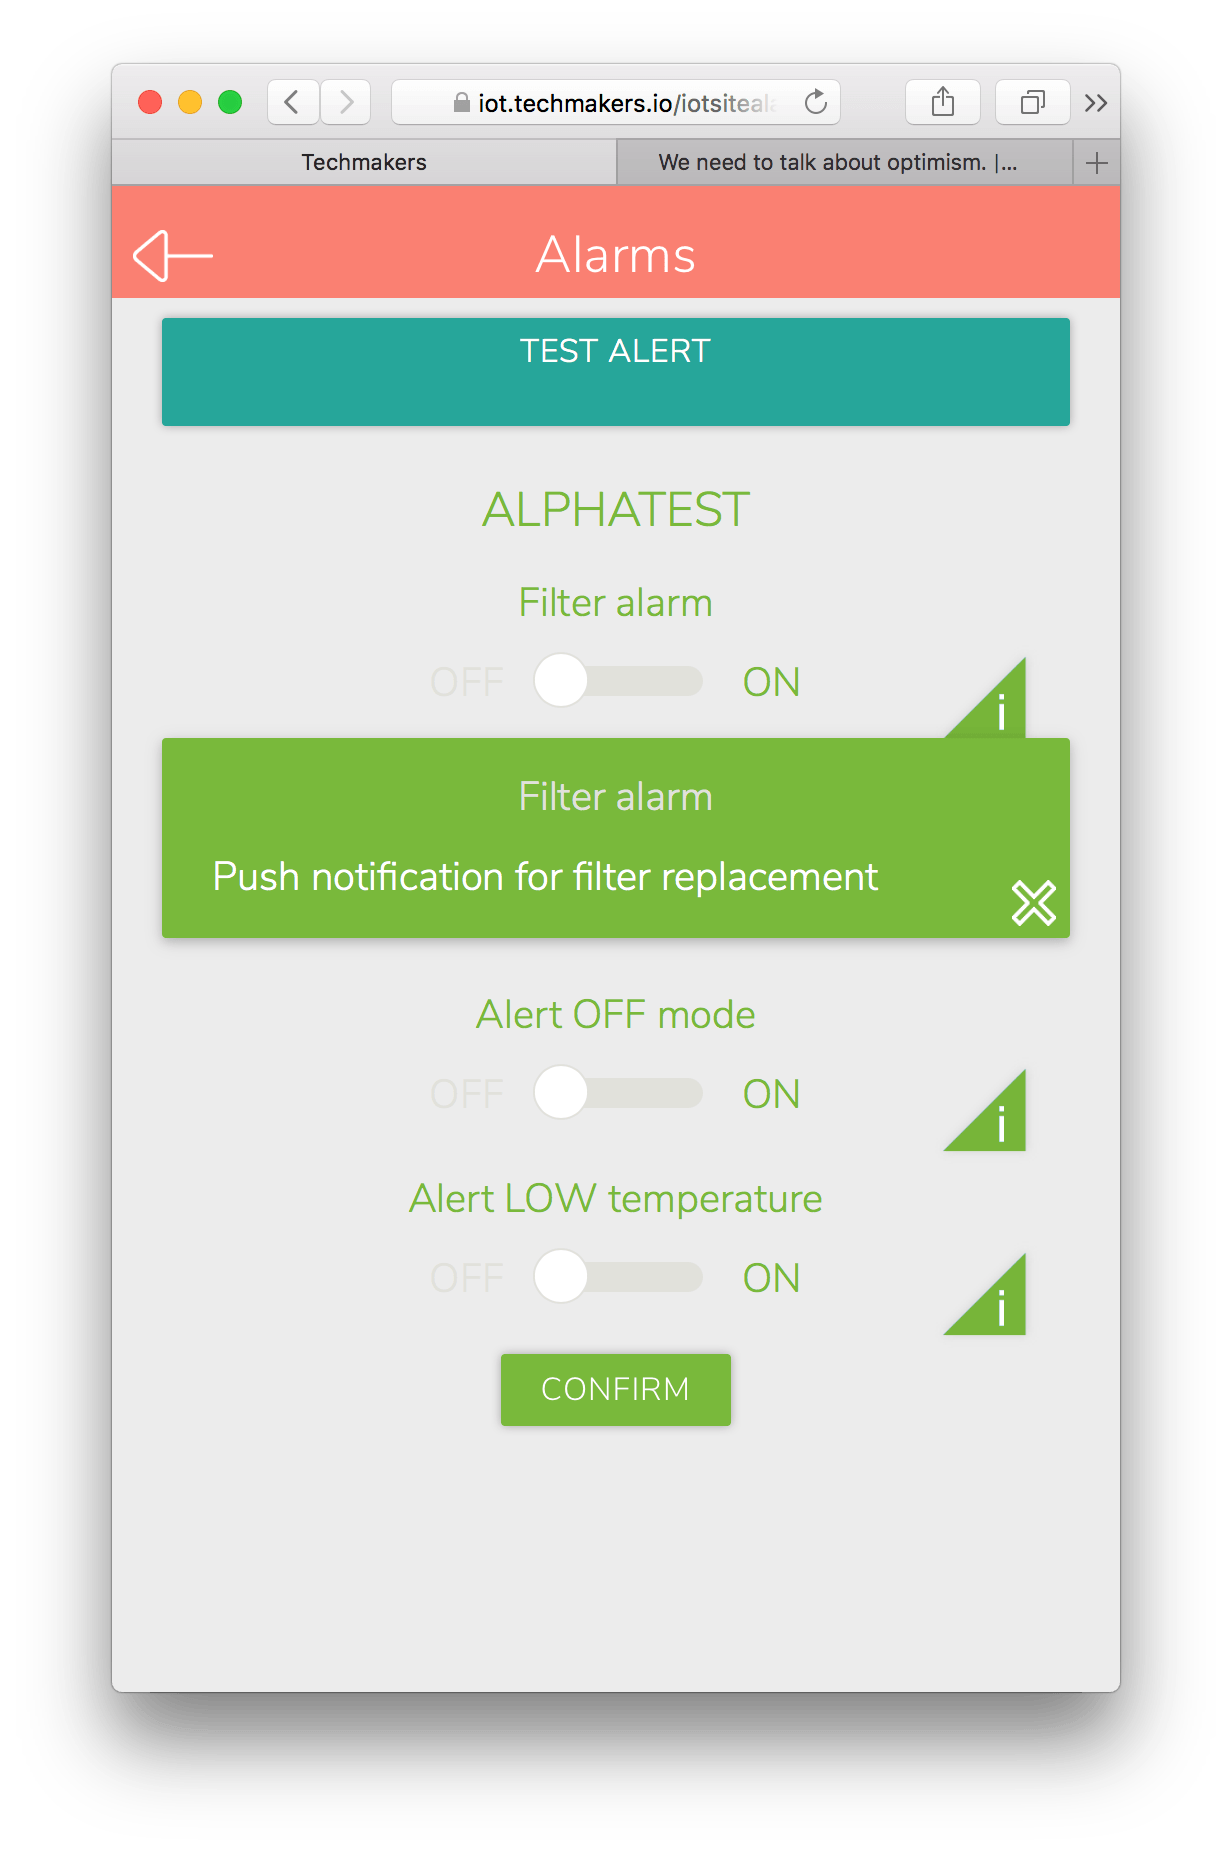 iot.techmakers.io/iotsiteala
Techmakers
We need to talk about optimism. |...
Alarms
TEST ALERT
ALPHATEST
Filter alarm
OFF ON
i
Filter alarm
Push notification for filter replacement
Alert OFF mode
OFF ON
i
Alert LOW temperature
OFF ON
i
CONFIRM